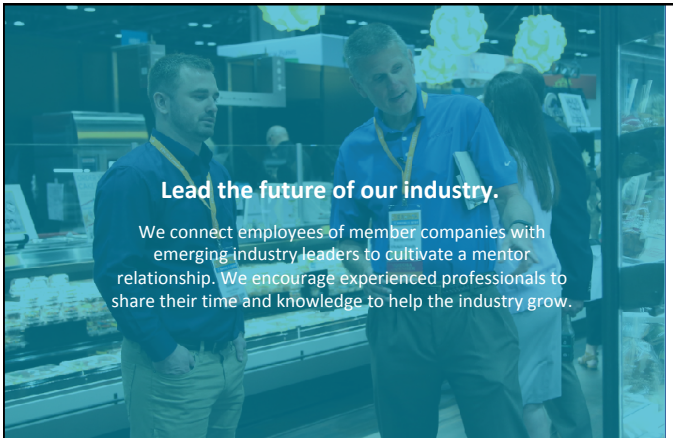 Lead the future of our industry.
We connect employees of member companies with
emerging industry leaders to cultivate a mentor
relationship. We encourage experienced professionals to
share their time and knowledge to help the industry grow.